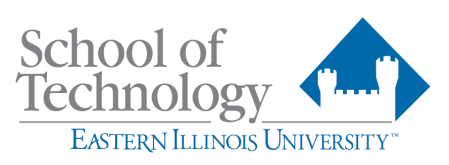 School of
Technology
EASTERN ILLINOIS UNIVERSITY™